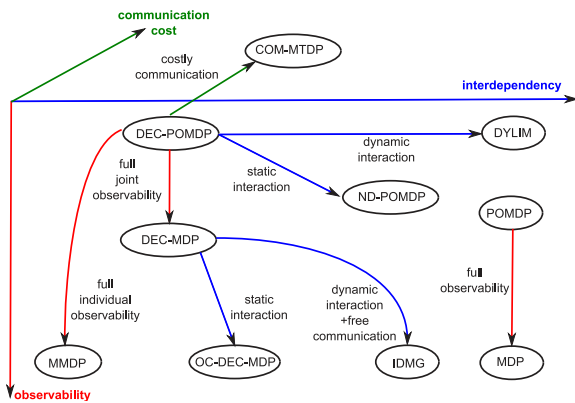 communication
cost
COM-MTDP
costly
communication
interdependency
DEC-POMDP
dynamic
interaction
DYLIM
full
joint
observability
static
interaction
ND-POMDP
POMDP
DEC-MDP
full
individual
observability
static
interaction
dynamic
interaction
+free
communication
full
observability
MMDP
OC-DEC-MDP
IDMG
MDP
observability